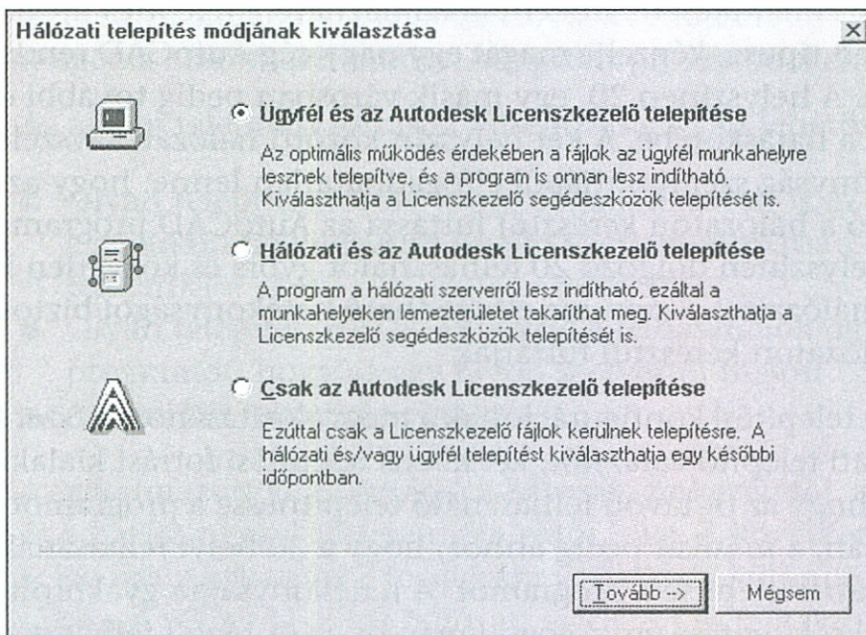 Hálózati telepítés módjának kiválasztása
Ügyfél és az Autodesk Licenszkezelő telepítése
Az optimális működés érdekében a fájlok az ügyfél munkahelyre
lesznek telepítve, és a program is onnan lesz indítható.
Kiválaszthatja a Licenszkezelő segédeszközök telepítését is.
Hálózati és az Autodesk Licenszkezelő telepítése
A program a hálózati szerverről lesz indítható, ezáltal a
munkahelyeken lemezterületet takaríthat meg. Kiválaszthatja a
Licenszkezelő segédeszközök telepítését is.
Csak az Autodesk Licenszkezelő telepítése
Ezúttal csak a Licenszkezelő fájlok kerülnek telepítésre. A
hálózati és/vagy ügyfél telepítést kiválaszthatja egy későbbi
időpontban.
Tovább -->
Mégsem